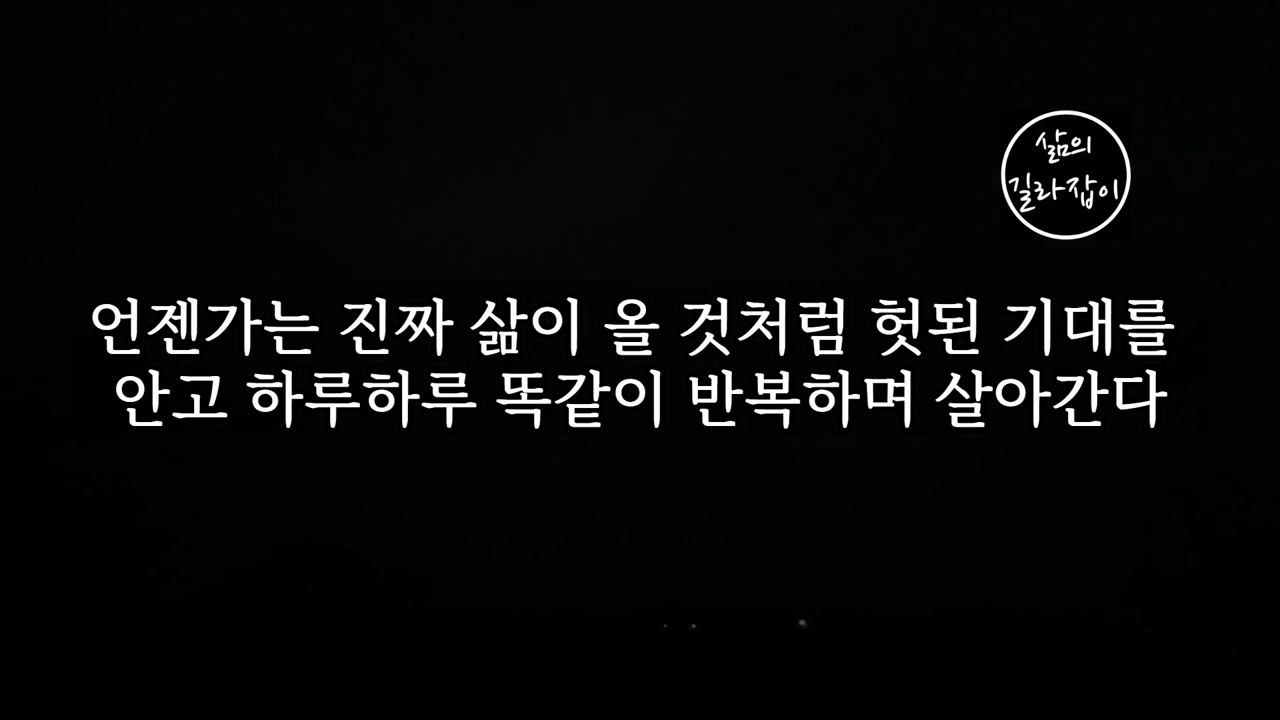 삶의
길라잡이
언젠가는 진짜 삶이 올 것처럼 헛된 기대를
안고 하루하루 똑같이 반복하며 살아간다